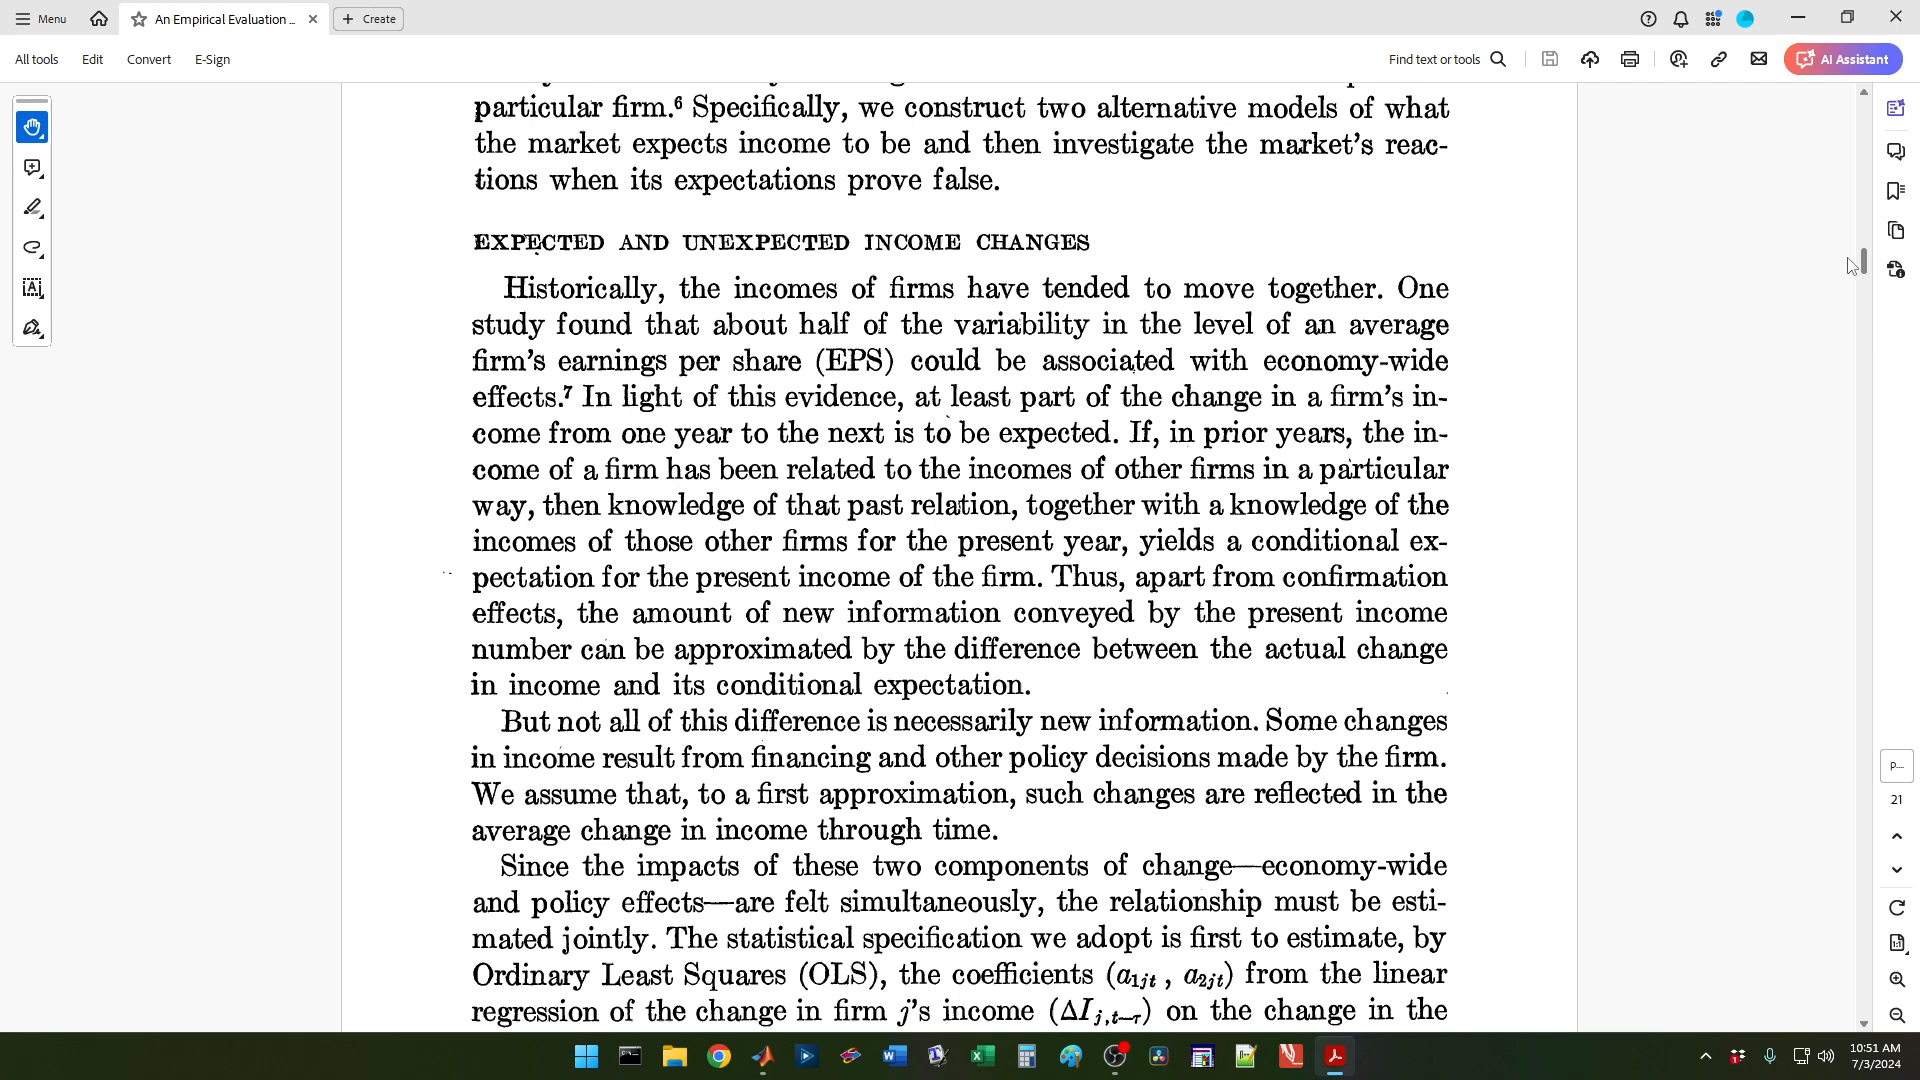 Menu
An Empirical Evaluation ...
Create
All tools
Edit
Convert
E-Sign
Find text or tools
AI Assistant
particular firm.⁶ Specifically, we construct two alternative models of what
the market expects income to be and then investigate the market's reac-
tions when its expectations prove false.
EXPECTED AND UNEXPECTED INCOME CHANGES
Historically, the incomes of firms have tended to move together. One
study found that about half of the variability in the level of an average
firm's earnings per share (EPS) could be associated with economy-wide
effects.⁷ In light of this evidence, at least part of the change in a firm's in-
come from one year to the next is to be expected. If, in prior years, the in-
come of a firm has been related to the incomes of other firms in a particular
way, then knowledge of that past relation, together with a knowledge of the
incomes of those other firms for the present year, yields a conditional ex-
pectation for the present income of the firm. Thus, apart from confirmation
effects, the amount of new information conveyed by the present income
number can be approximated by the difference between the actual change
in income and its conditional expectation.
But not all of this difference is necessarily new information. Some changes
in income result from financing and other policy decisions made by the firm.
We assume that, to a first approximation, such changes are reflected in the
average change in income through time.
Since the impacts of these two components of change—economy-wide
and policy effects—are felt simultaneously, the relationship must be esti-
mated jointly. The statistical specification we adopt is first to estimate, by
Ordinary Least Squares (OLS), the coefficients (a₁ⱼₜ , a₂ⱼₜ) from the linear
regression of the change in firm j's income (ΔI_{j,t−τ}) on the change in the
P...
21
10:51 AM
7/3/2024